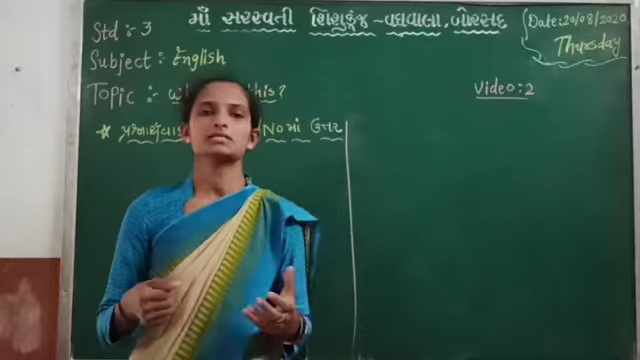 માઁ સરસ્વતી શિશુકુંજ ~ વઘવાલા, બોરસદ
Date: 20/08/2020
Thursday
Std :- 3
Subject :- English
Topic :- this?
Video : 2
No માં ઉત્તર